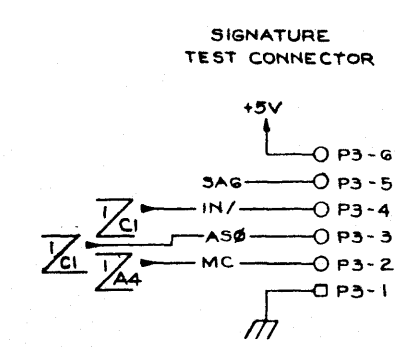 SIGNATURE
TEST CONNECTOR
+5V
P3-6
SA6 P3-5
1 C1 IN/ P3-4
1 C1 ASØ P3-3
1 A4 MC P3-2
P3-1